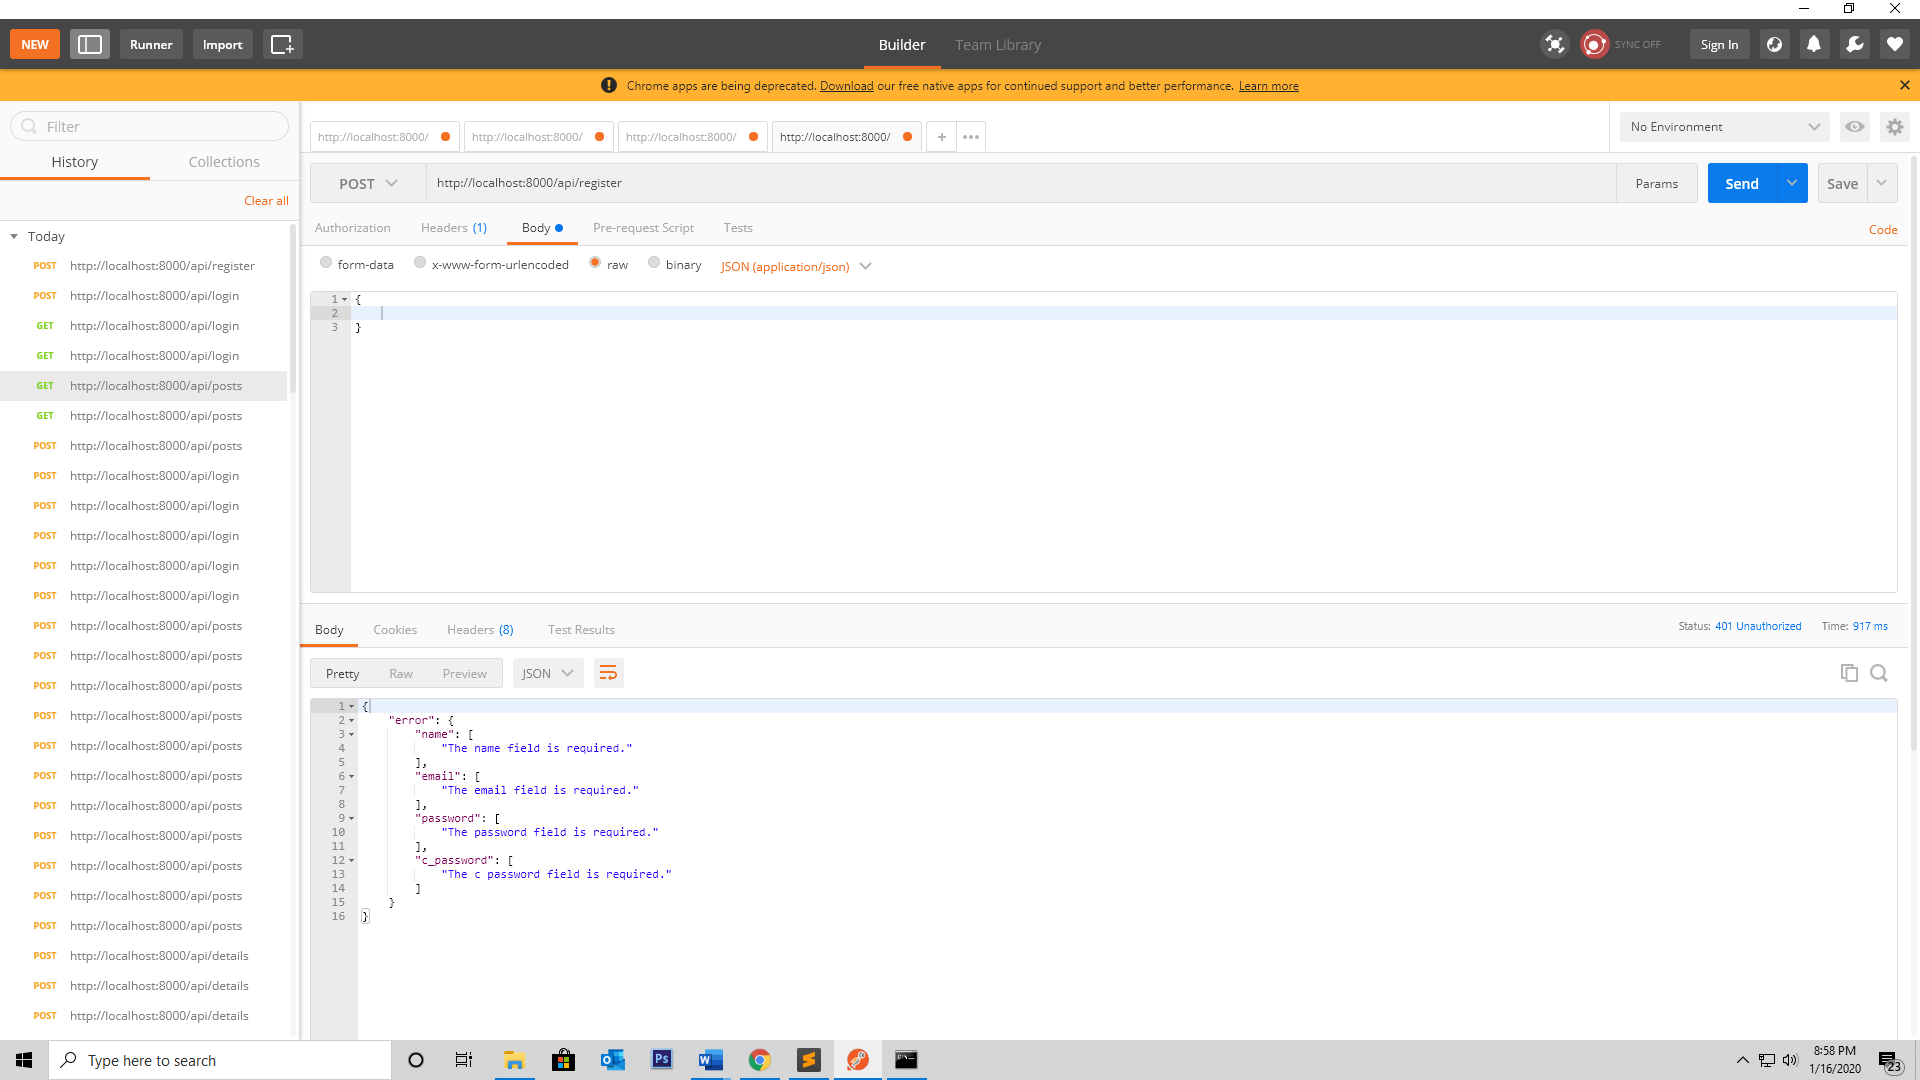 NEW
Runner
Import
Builder
Team Library
SYNC OFF
Sign In
Chrome apps are being deprecated. Download our free native apps for continued support and better performance. Learn more
Filter
History
Collections
Clear all
Today
POST http://localhost:8000/api/register
POST http://localhost:8000/api/login
GET http://localhost:8000/api/login
GET http://localhost:8000/api/login
GET http://localhost:8000/api/posts
GET http://localhost:8000/api/posts
POST http://localhost:8000/api/posts
POST http://localhost:8000/api/login
POST http://localhost:8000/api/login
POST http://localhost:8000/api/login
POST http://localhost:8000/api/login
POST http://localhost:8000/api/login
POST http://localhost:8000/api/posts
POST http://localhost:8000/api/posts
POST http://localhost:8000/api/posts
POST http://localhost:8000/api/posts
POST http://localhost:8000/api/posts
POST http://localhost:8000/api/posts
POST http://localhost:8000/api/posts
POST http://localhost:8000/api/posts
POST http://localhost:8000/api/posts
POST http://localhost:8000/api/posts
POST http://localhost:8000/api/posts
POST http://localhost:8000/api/details
POST http://localhost:8000/api/details
POST http://localhost:8000/api/details
http://localhost:8000/
http://localhost:8000/
http://localhost:8000/
http://localhost:8000/
No Environment
POST
http://localhost:8000/api/register
Params
Send
Save
Authorization
Headers (1)
Body
Pre-request Script
Tests
Code
form-data
x-www-form-urlencoded
raw
binary
JSON (application/json)
1 {
2
3 }
Body
Cookies
Headers (8)
Test Results
Status: 401 Unauthorized
Time: 917 ms
Pretty
Raw
Preview
JSON
1 {
2 "error": {
3 "name": [
4 "The name field is required."
5 ],
6 "email": [
7 "The email field is required."
8 ],
9 "password": [
10 "The password field is required."
11 ],
12 "c_password": [
13 "The c password field is required."
14 ]
15 }
16 }
Type here to search
Ps
8:58 PM
1/16/2020
23